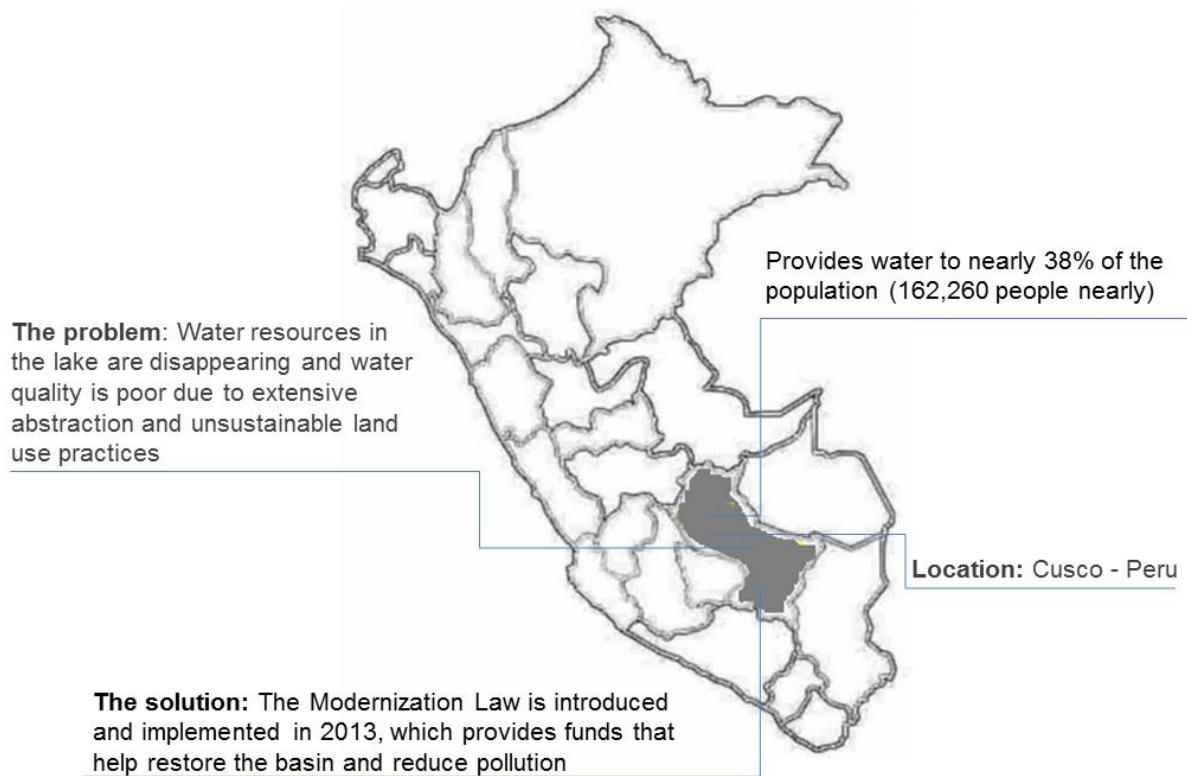 Provides water to nearly 38% of the
population (162,260 people nearly)
The problem: Water resources in
the lake are disappearing and water
quality is poor due to extensive
abstraction and unsustainable land
use practices
Location: Cusco - Peru
The solution: The Modernization Law is introduced
and implemented in 2013, which provides funds that
help restore the basin and reduce pollution